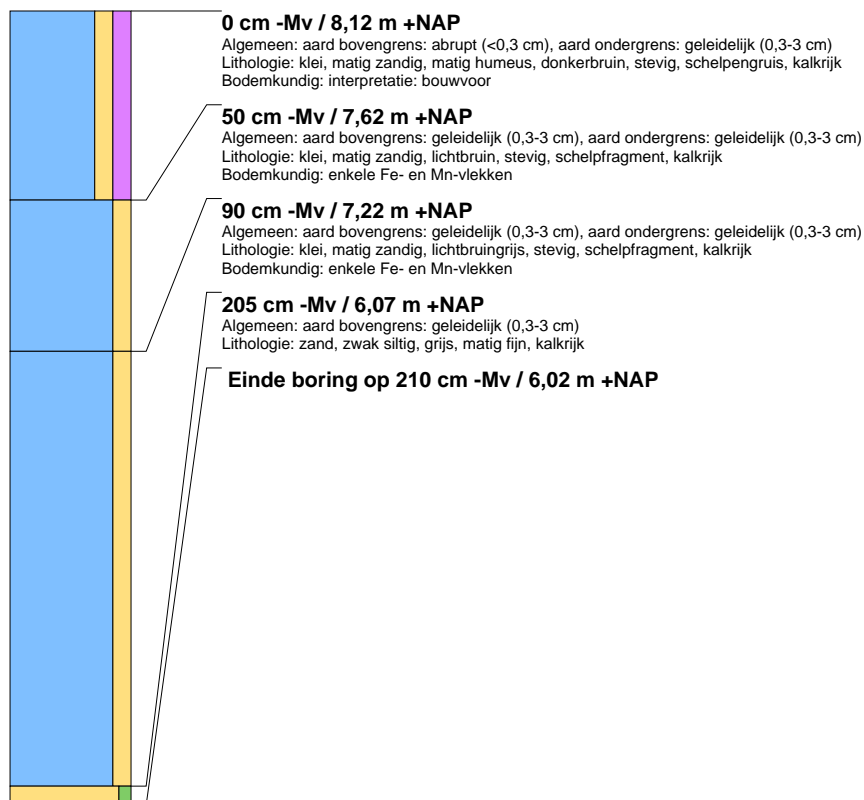 0 cm -Mv / 8,12 m +NAP
Algemeen: aard bovengrens: abrupt (<0,3 cm), aard ondergrens: geleidelijk (0,3-3 cm)
Lithologie: klei, matig zandig, matig humeus, donkerbruin, stevig, schelpengruis, kalkrijk
Bodemkundig: interpretatie: bouwvoor
50 cm -Mv / 7,62 m +NAP
Algemeen: aard bovengrens: geleidelijk (0,3-3 cm), aard ondergrens: geleidelijk (0,3-3 cm)
Lithologie: klei, matig zandig, lichtbruin, stevig, schelpfragment, kalkrijk
Bodemkundig: enkele Fe- en Mn-vlekken
90 cm -Mv / 7,22 m +NAP
Algemeen: aard bovengrens: geleidelijk (0,3-3 cm), aard ondergrens: geleidelijk (0,3-3 cm)
Lithologie: klei, matig zandig, lichtbruingrijs, stevig, schelpfragment, kalkrijk
Bodemkundig: enkele Fe- en Mn-vlekken
205 cm -Mv / 6,07 m +NAP
Algemeen: aard bovengrens: geleidelijk (0,3-3 cm)
Lithologie: zand, zwak siltig, grijs, matig fijn, kalkrijk
Einde boring op 210 cm -Mv / 6,02 m +NAP